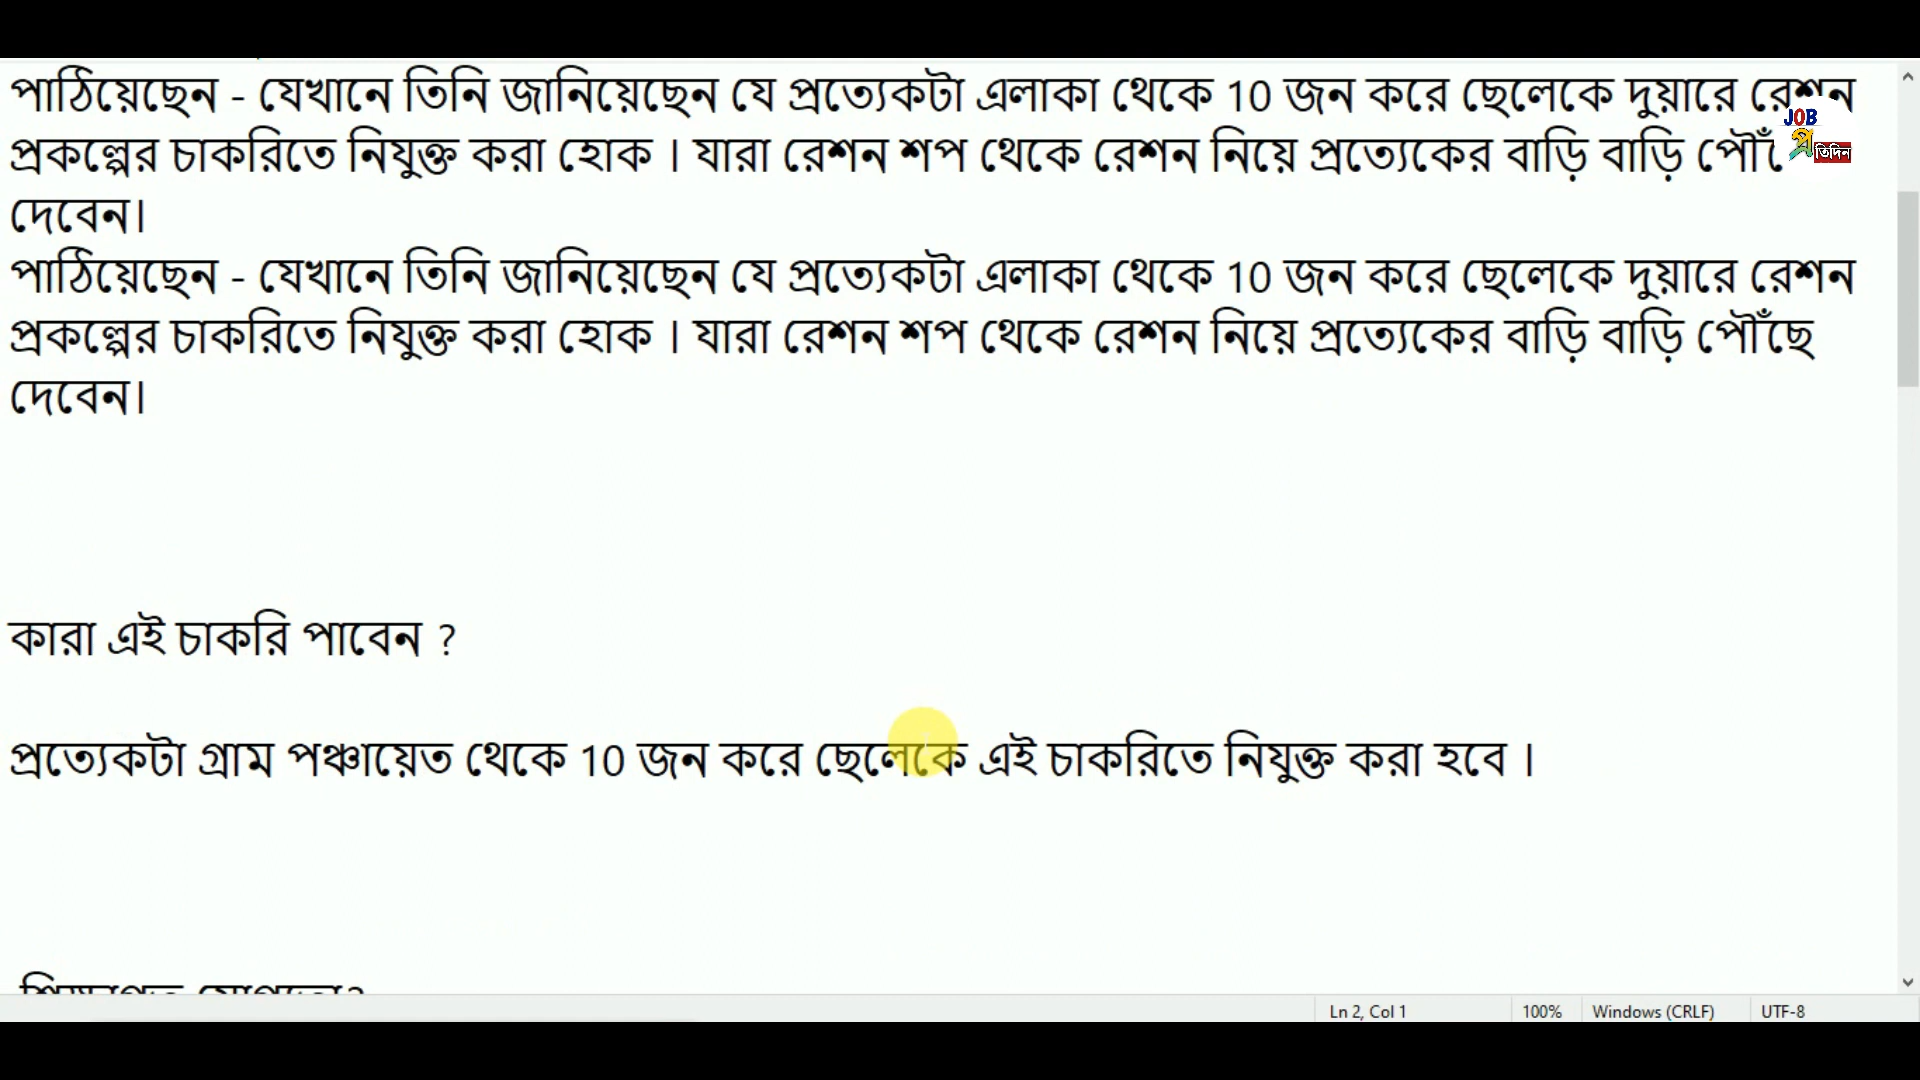 পাঠিয়েছেন - যেখানে তিনি জানিয়েছেন যে প্রত্যেকটা এলাকা থেকে 10 জন করে ছেলেকে দুয়ারে রেশন
JOB
প্রকল্পের চাকরিতে নিযুক্ত করা হোক । যারা রেশন শপ থেকে রেশন নিয়ে প্রত্যেকের বাড়ি বাড়ি
প্রতিদিন
দেবেন।
পাঠিয়েছেন - যেখানে তিনি জানিয়েছেন যে প্রত্যেকটা এলাকা থেকে 10 জন করে ছেলেকে দুয়ারে রেশন
প্রকল্পের চাকরিতে নিযুক্ত করা হোক । যারা রেশন শপ থেকে রেশন নিয়ে প্রত্যেকের বাড়ি বাড়ি পৌঁছে
দেবেন।
কারা এই চাকরি পাবেন ?
প্রত্যেকটা গ্রাম পঞ্চায়েত থেকে 10 জন করে ছেলেকে এই চাকরিতে নিযুক্ত করা হবে ।
Ln 2, Col 1 100% Windows (CRLF) UTF-8